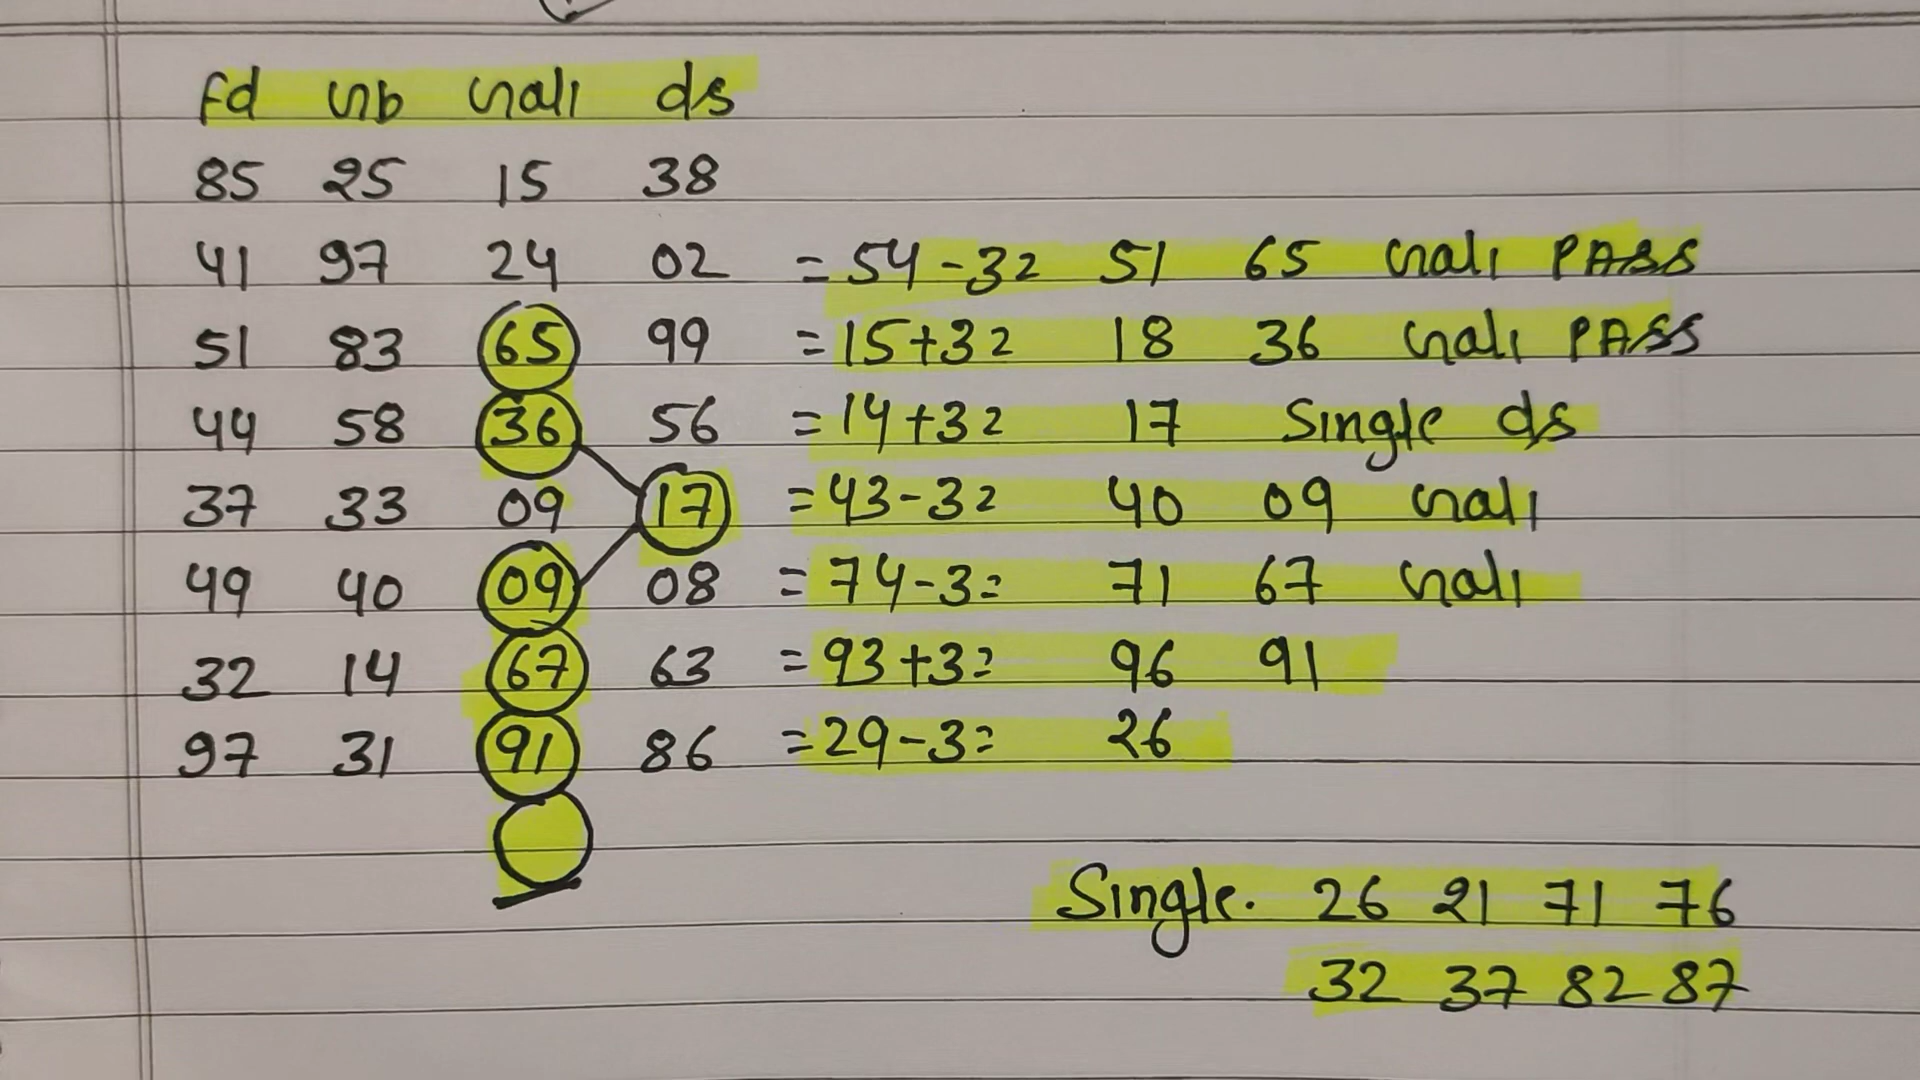 Fd Gb Gali ds
85 25 15 38
41 97 24 02 = 54-32 51 65 Gali PASS
51 83 65 99 = 15+32 18 36 Gali PASS
44 58 36 56 = 14+32 17 Single ds
37 33 09 17 = 43-32 40 09 Gali
49 40 09 08 = 74-3= 71 67 Gali
32 14 67 63 = 93+3= 96 91
97 31 91 86 = 29-3= 26
Single. 26 21 71 76
32 37 82 87